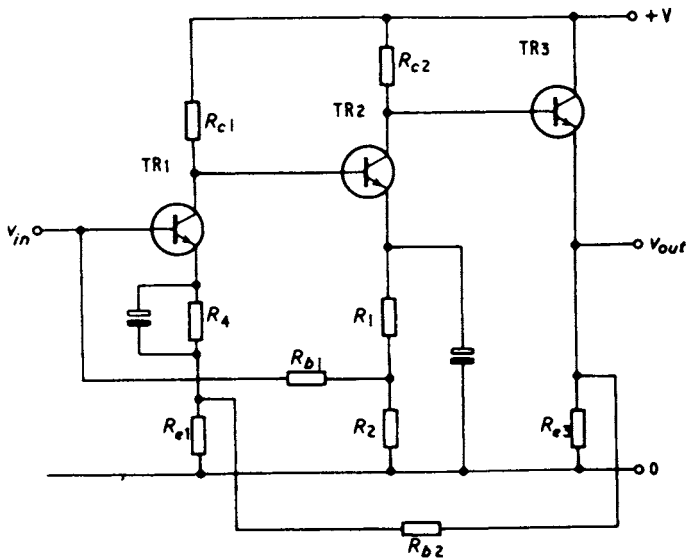 +V
TR3
Rc2
TR2
Rc1
TR1
Vin
Vout
R4
R1
Rb1
Re1
R2
Re3
0
Rb2